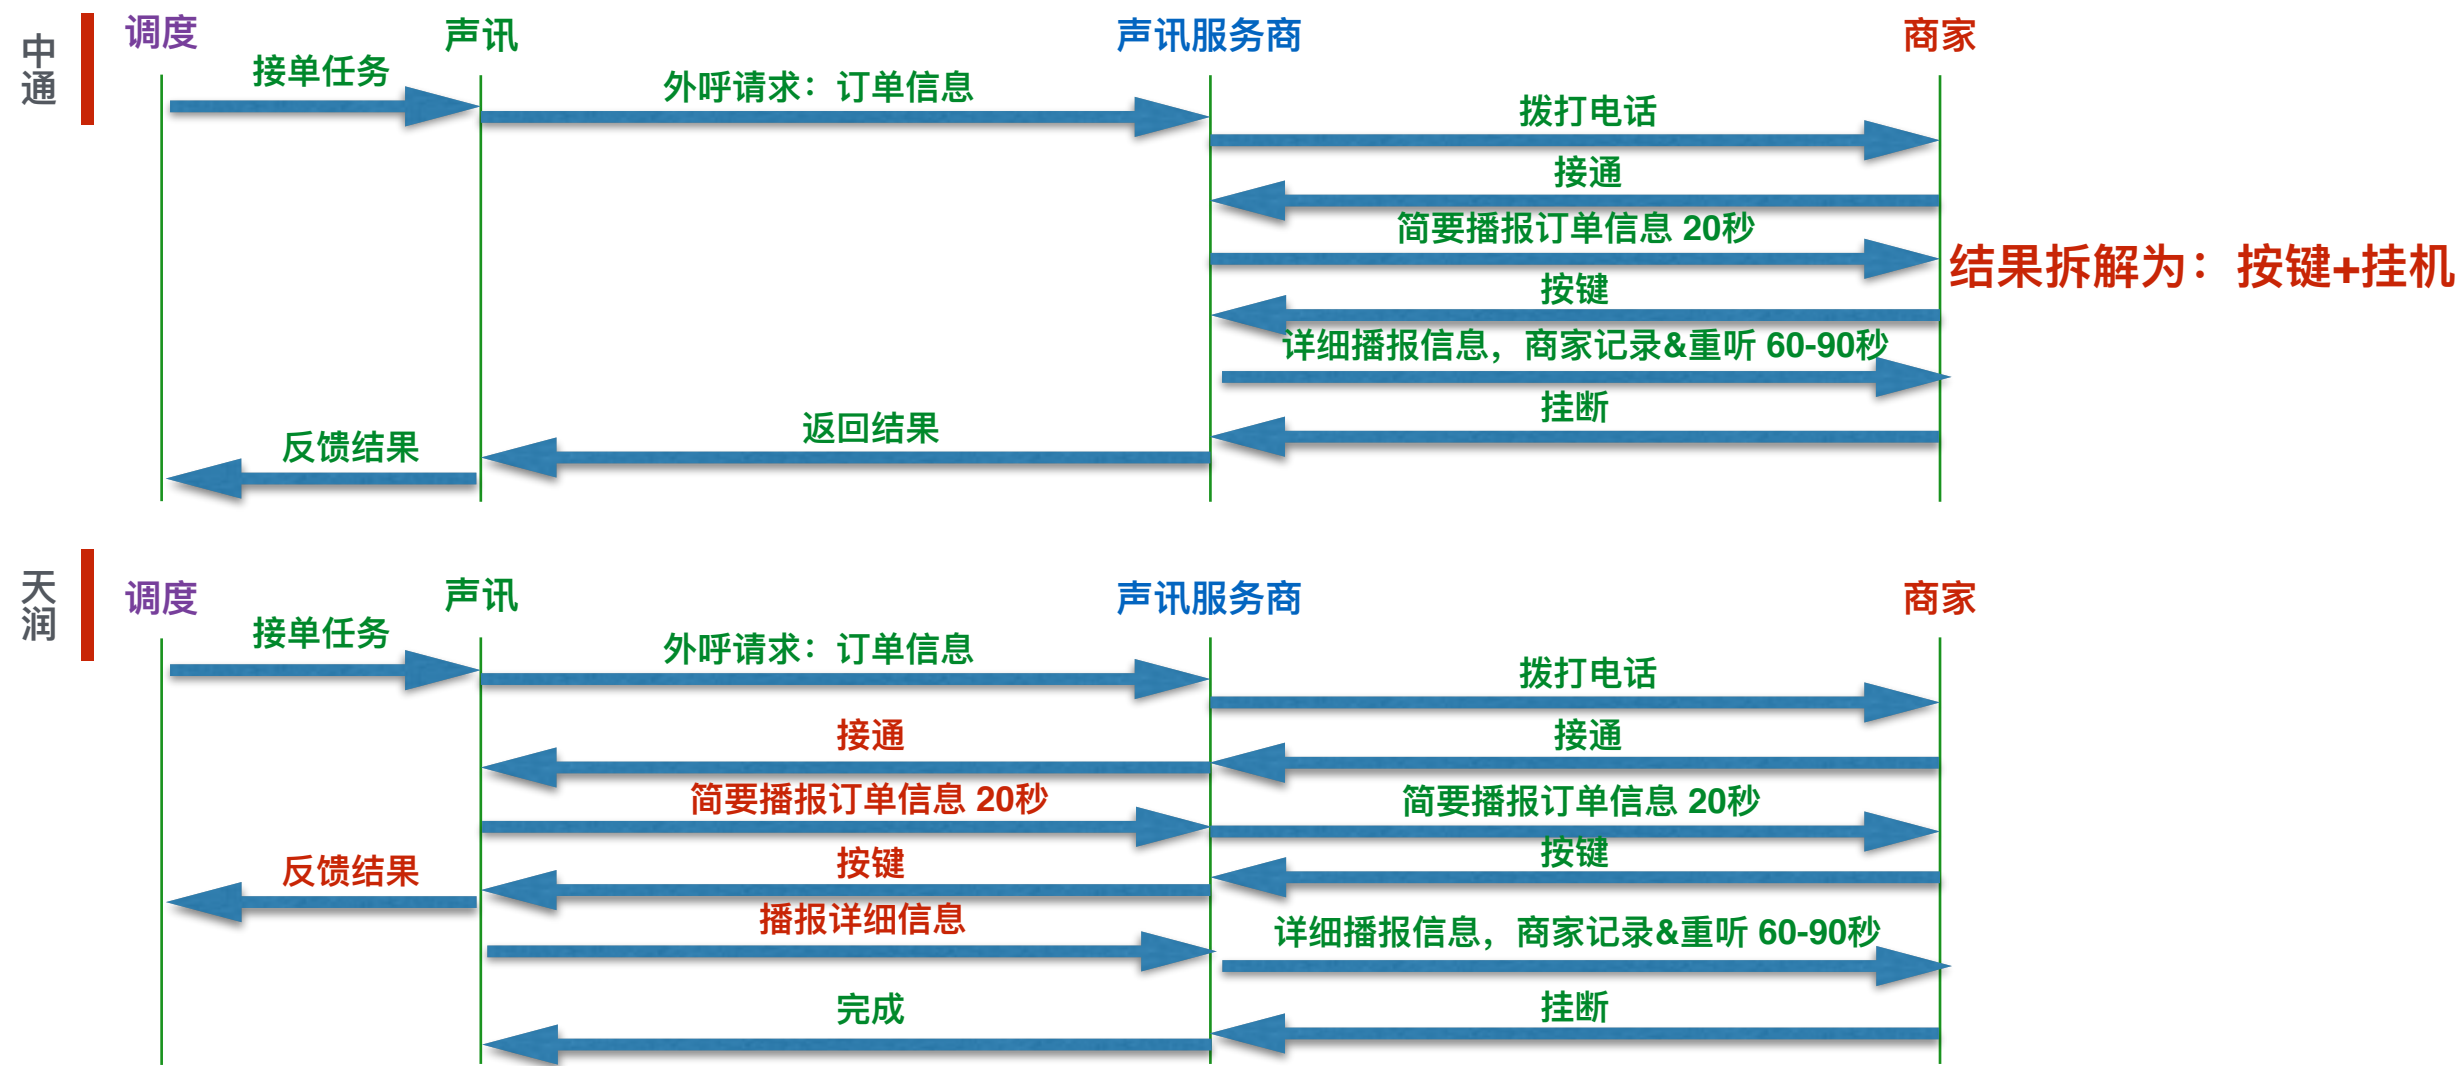 中通
调度
声讯
声讯服务商
商家
接单任务
外呼请求：订单信息
拨打电话
接通
简要播报订单信息 20秒
结果拆解为：按键+挂机
按键
详细播报信息，商家记录&重听 60-90秒
挂断
返回结果
反馈结果
天润
调度
声讯
声讯服务商
商家
接单任务
外呼请求：订单信息
拨打电话
接通
接通
简要播报订单信息 20秒
简要播报订单信息 20秒
按键
按键
反馈结果
播报详细信息
详细播报信息，商家记录&重听 60-90秒
完成
挂断